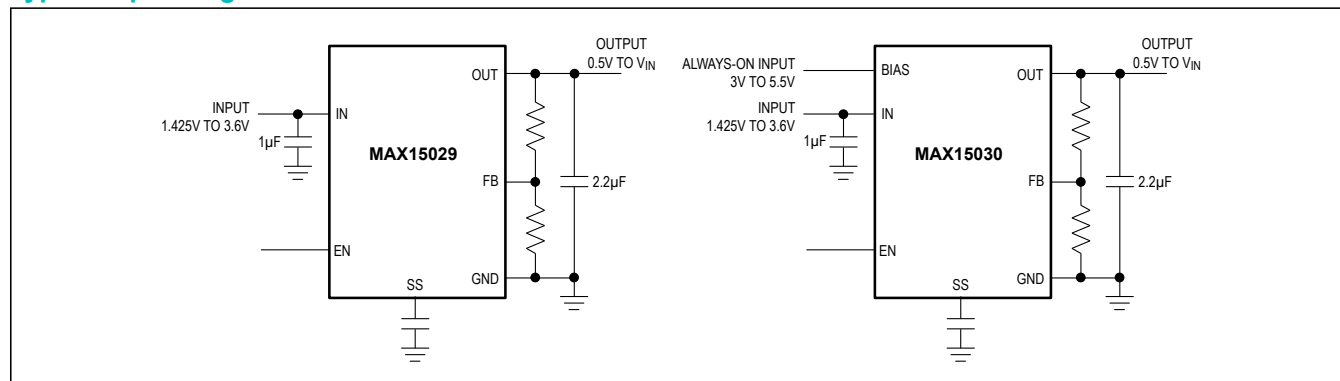 OUTPUT
0.5V TO VIN
OUT
INPUT
1.425V TO 3.6V
IN
1µF
MAX15029
FB
2.2µF
EN
SS
GND
OUTPUT
0.5V TO VIN
ALWAYS-ON INPUT
3V TO 5.5V
BIAS
OUT
INPUT
1.425V TO 3.6V
IN
1µF
MAX15030
FB
2.2µF
EN
SS
GND